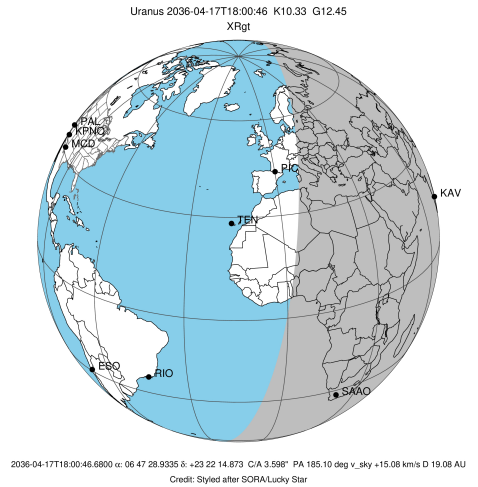 Uranus 2036-04-17T18:00:46 K10.33 G12.45
XRgt
PAL
KPNO
MCD
PIC
KAV
TEN
ESO
RIO
SAAO
2036-04-17T18:00:46.6800 α: 06 47 28.9335 δ: +23 22 14.873 C/A 3.598" PA 185.10 deg v_sky +15.08 km/s D 19.08 AU
Credit: Styled after SORA/Lucky Star